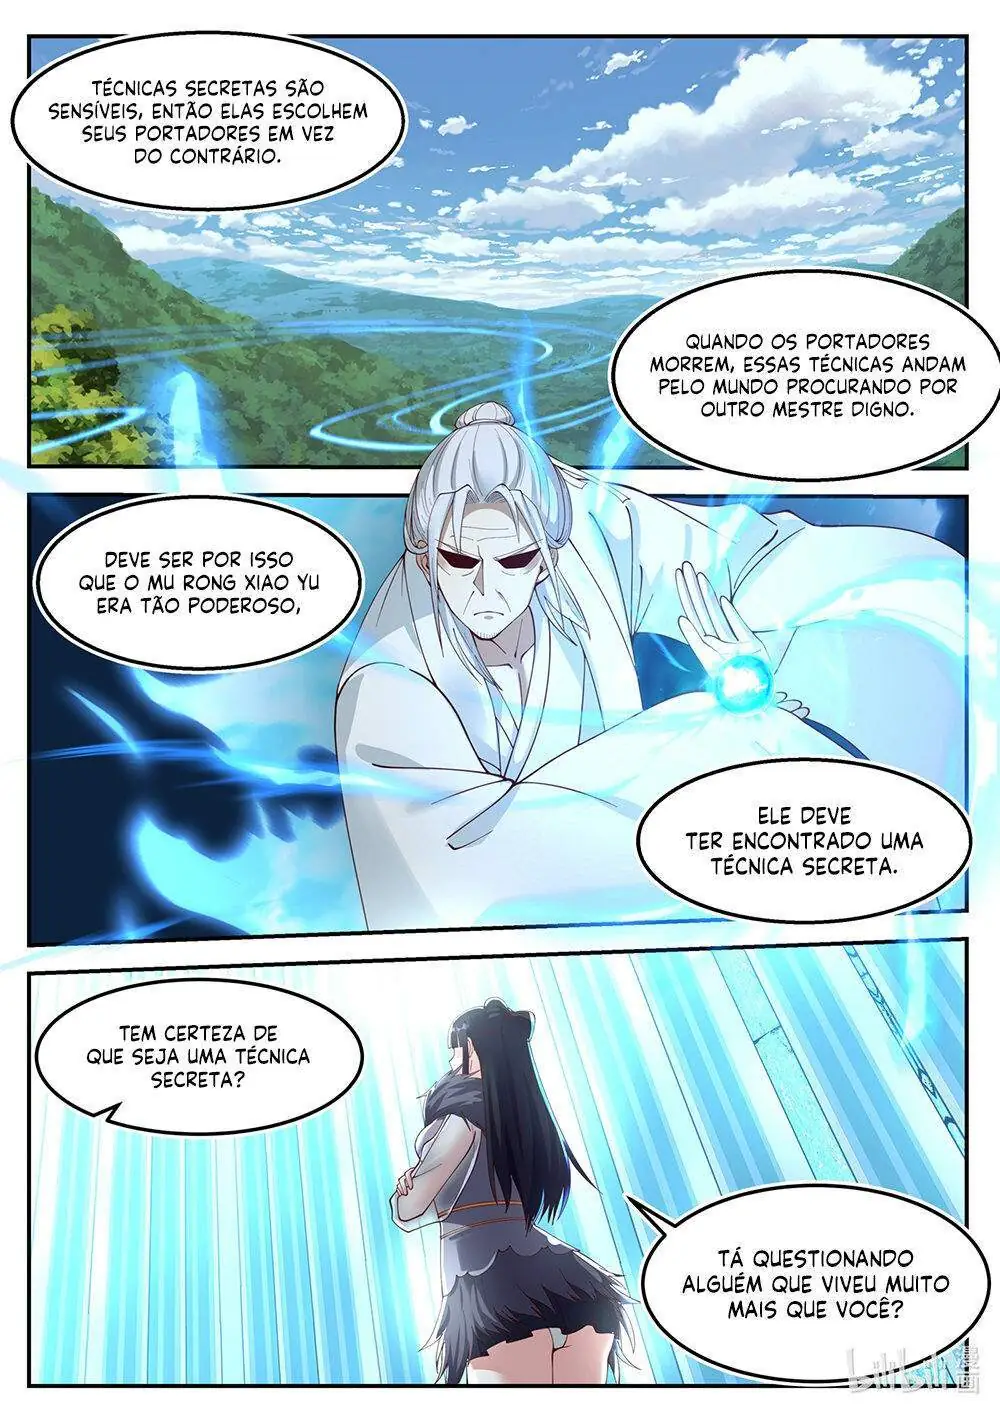 TÉCNICAS SECRETAS SÃO
SENSÍVEIS, ENTÃO ELAS ESCOLHEM
SEUS PORTADORES EM VEZ
DO CONTRÁRIO.
QUANDO OS PORTADORES
MORREM, ESSAS TÉCNICAS ANDAM
PELO MUNDO PROCURANDO POR
OUTRO MESTRE DIGNO.
DEVE SER POR ISSO
QUE O MU RONG XIAO YU
ERA TÃO PODEROSO,
ELE DEVE
TER ENCONTRADO UMA
TÉCNICA SECRETA.
TEM CERTEZA DE
QUE SEJA UMA TÉCNICA
SECRETA?
TÁ QUESTIONANDO
ALGUÉM QUE VIVEU MUITO
MAIS QUE VOCÊ?
bilibili 漫画